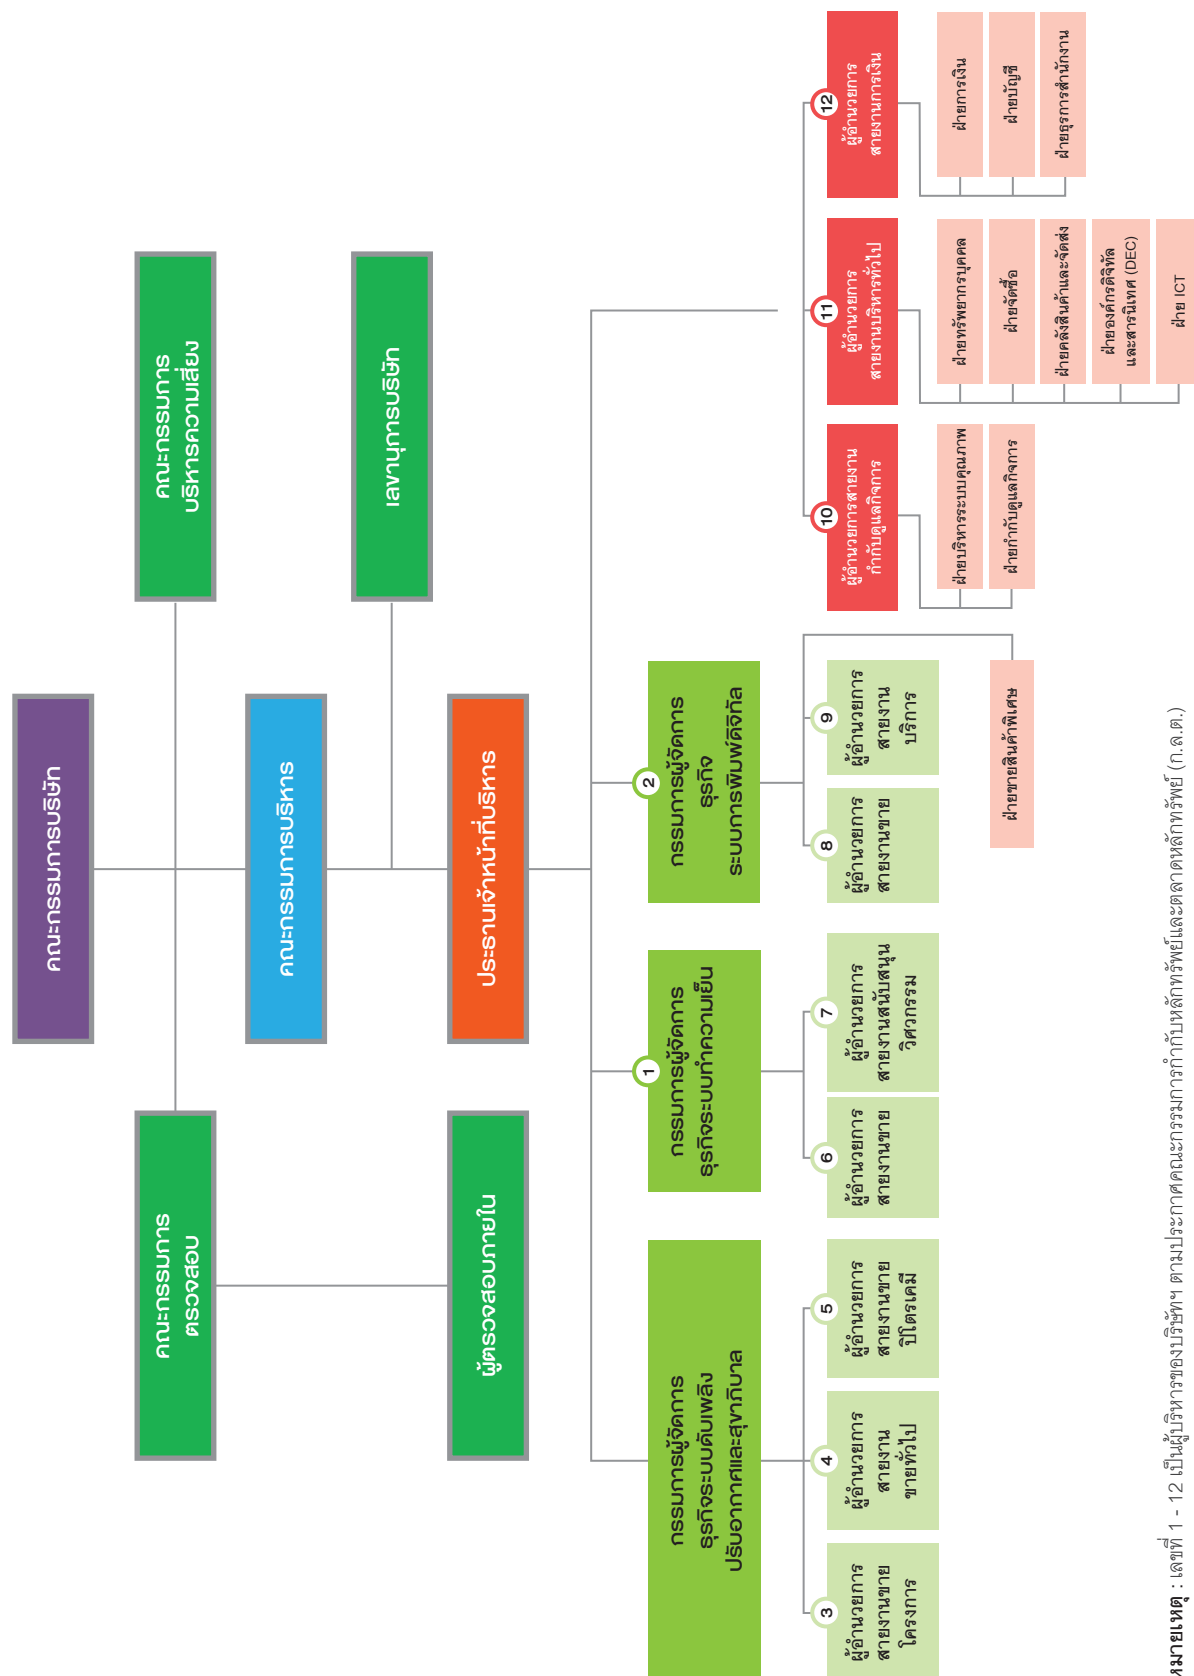 คณะกรรมการบริษัท
คณะกรรมการ
ตรวจสอบ
คณะกรรมการ
บริหารความเสี่ยง
คณะกรรมการบริหาร
เลขานุการบริษัท
ผู้ตรวจสอบภายใน
ประธานเจ้าหน้าที่บริหาร
กรรมการผู้จัดการ
ธุรกิจระบบดับเพลิง
ปรับอากาศและสุขาภิบาล
1
กรรมการผู้จัดการ
ธุรกิจระบบทำความเย็น
2
กรรมการผู้จัดการ
ธุรกิจ
ระบบการพิมพ์ดิจิทัล
3
ผู้อำนวยการ
สายงานขาย
โครงการ
4
ผู้อำนวยการ
สายงาน
ขายทั่วไป
5
ผู้อำนวยการ
สายงานขาย
ปิโตรเคมี
6
ผู้อำนวยการ
สายงานขาย
7
ผู้อำนวยการ
สายงานสนับสนุน
วิศวกรรม
8
ผู้อำนวยการ
สายงานขาย
9
ผู้อำนวยการ
สายงาน
บริการ
ฝ่ายขายสินค้าพิเศษ
10
ผู้อำนวยการสายงาน
กำกับดูแลกิจการ
ฝ่ายบริหารระบบคุณภาพ
ฝ่ายกำกับดูแลกิจการ
11
ผู้อำนวยการ
สายงานบริหารทั่วไป
ฝ่ายทรัพยากรบุคคล
ฝ่ายจัดซื้อ
ฝ่ายคลังสินค้าและจัดส่ง
ฝ่ายองค์กรดิจิทัล
และสารนิเทศ (DEC)
ฝ่าย ICT
12
ผู้อำนวยการ
สายงานการเงิน
ฝ่ายการเงิน
ฝ่ายบัญชี
ฝ่ายธุรการสำนักงาน
หมายเหตุ : เลขที่ 1 - 12 เป็นผู้บริหารของบริษัทฯ ตามประกาศคณะกรรมการกำกับหลักทรัพย์และตลาดหลักทรัพย์ (ก.ล.ต.)